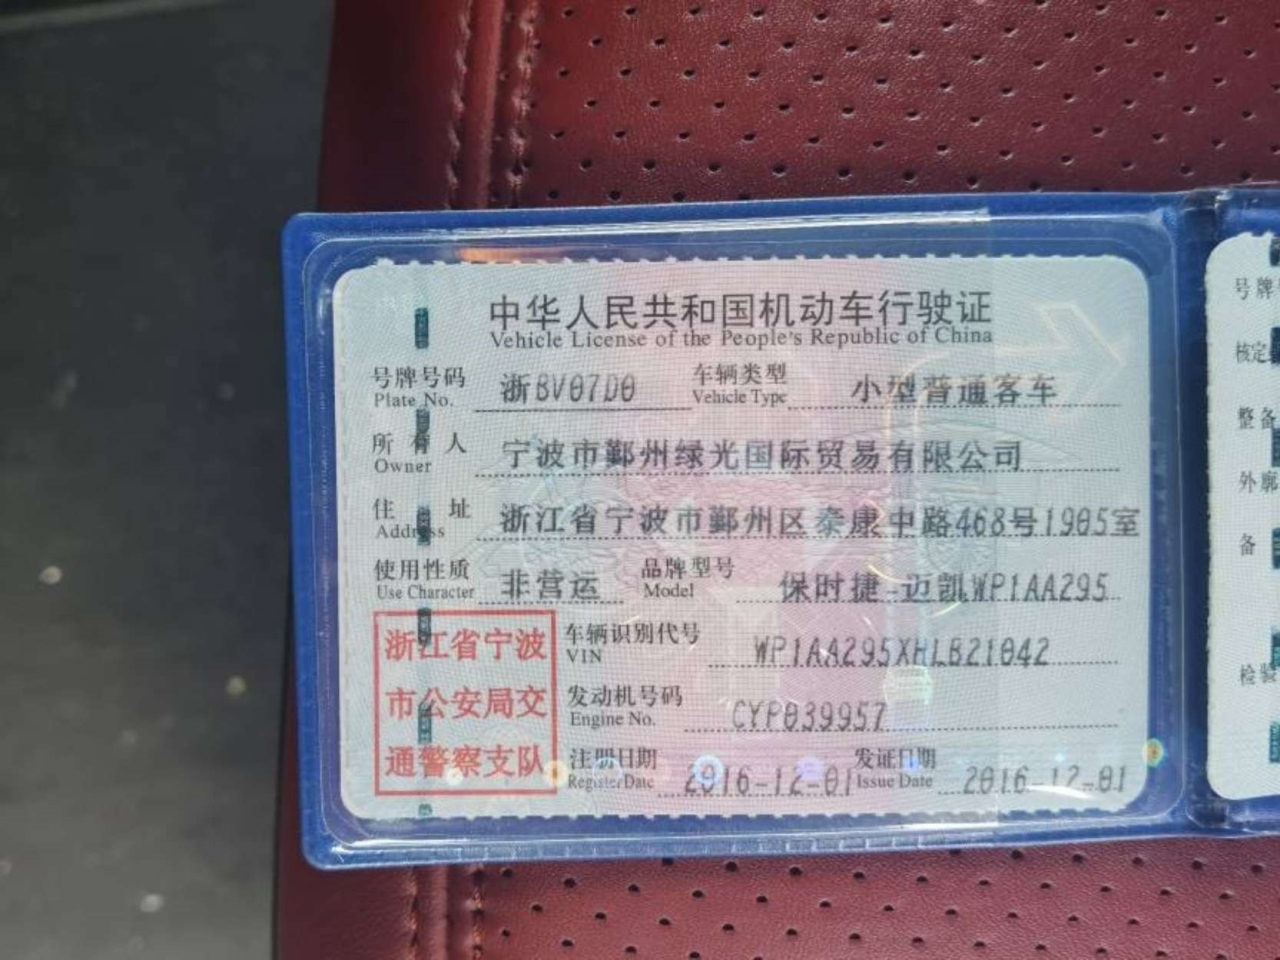 中华人民共和国机动车行驶证
Vehicle License of the People's Republic of China
号牌号码 浙BV07D0 车辆类型 小型普通客车
Plate No. Vehicle Type
所有人 宁波市鄞州绿光国际贸易有限公司
Owner
住址 浙江省宁波市鄞州区泰康中路468号1905室
Address
使用性质 非营运 品牌型号 保时捷-迈凯WP1AA295
Use Character Model
浙江省宁波
市公安局交
通警察支队
车辆识别代号 WP1AA295XHLB21042
VIN
发动机号码 CYP039957
Engine No.
注册日期 2016-12-01 发证日期 2016-12-01
Register Date Issue Date
号牌
核定
整备
外廓
备
检验